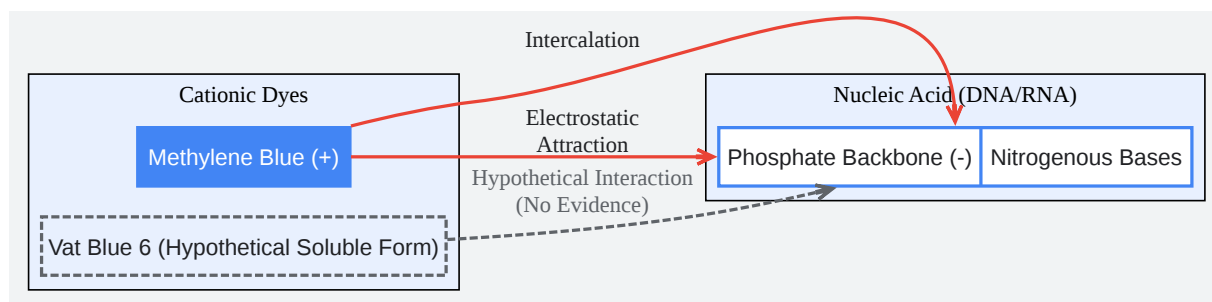 Intercalation
Cationic Dyes
Nucleic Acid (DNA/RNA)
Electrostatic
Attraction
Methylene Blue (+)
Phosphate Backbone (-)
Nitrogenous Bases
Hypothetical Interaction
(No Evidence)
Vat Blue 6 (Hypothetical Soluble Form)